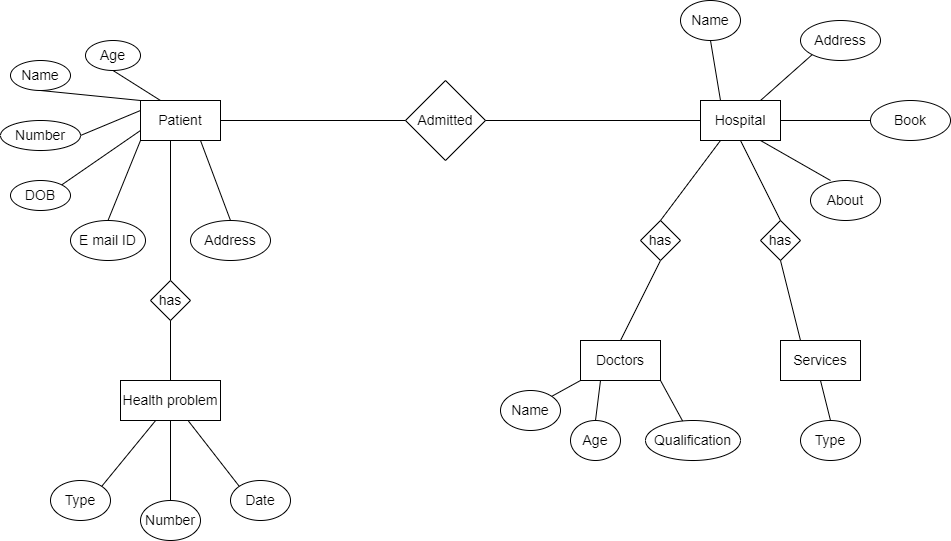 Name
Age
Address
Name
Patient
Admitted
Hospital
Book
Number
DOB
About
E mail ID
Address
has
has
has
Doctors
Services
Health problem
Name
Age
Qualification
Type
Type
Number
Date